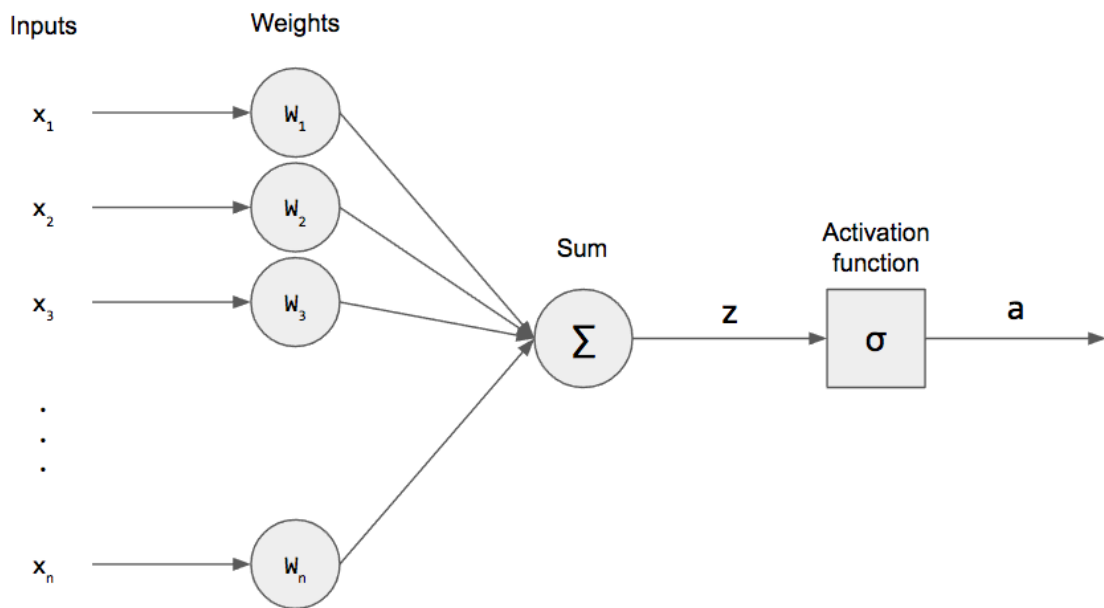 Inputs
Weights
x₁
W₁
x₂
W₂
x₃
W₃
Sum
Σ
z
Activation
function
σ
a
.
.
.
xₙ
Wₙ